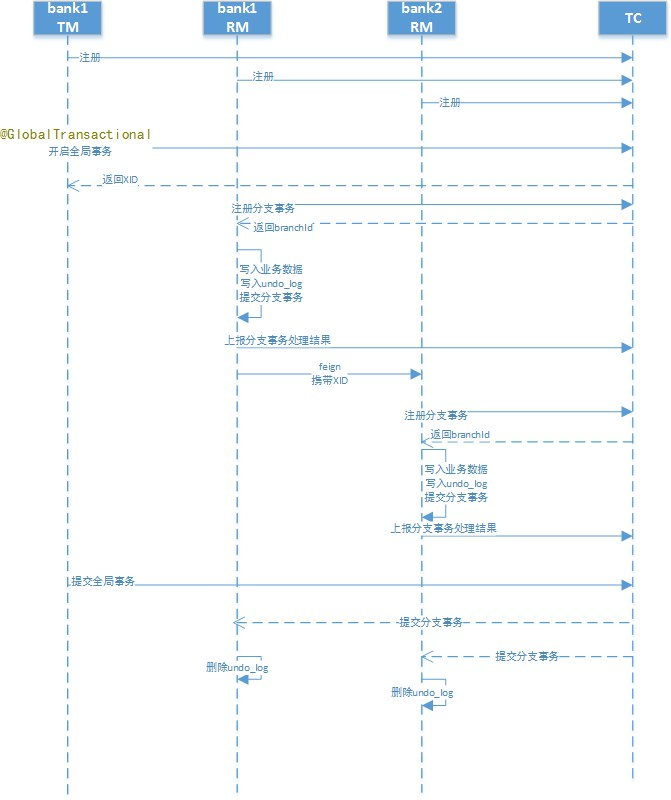 bank1
TM
bank1
RM
bank2
RM
TC
注册
注册
注册
@GlobalTransactional
开启全局事务
返回XID
注册分支事务
返回branchId
写入业务数据
写入undo_log
提交分支事务
上报分支事务处理结果
feign
携带XID
注册分支事务
返回branchId
写入业务数据
写入undo_log
提交分支事务
上报分支事务处理结果
提交全局事务
提交分支事务
提交分支事务
删除undo_log
删除undo_log